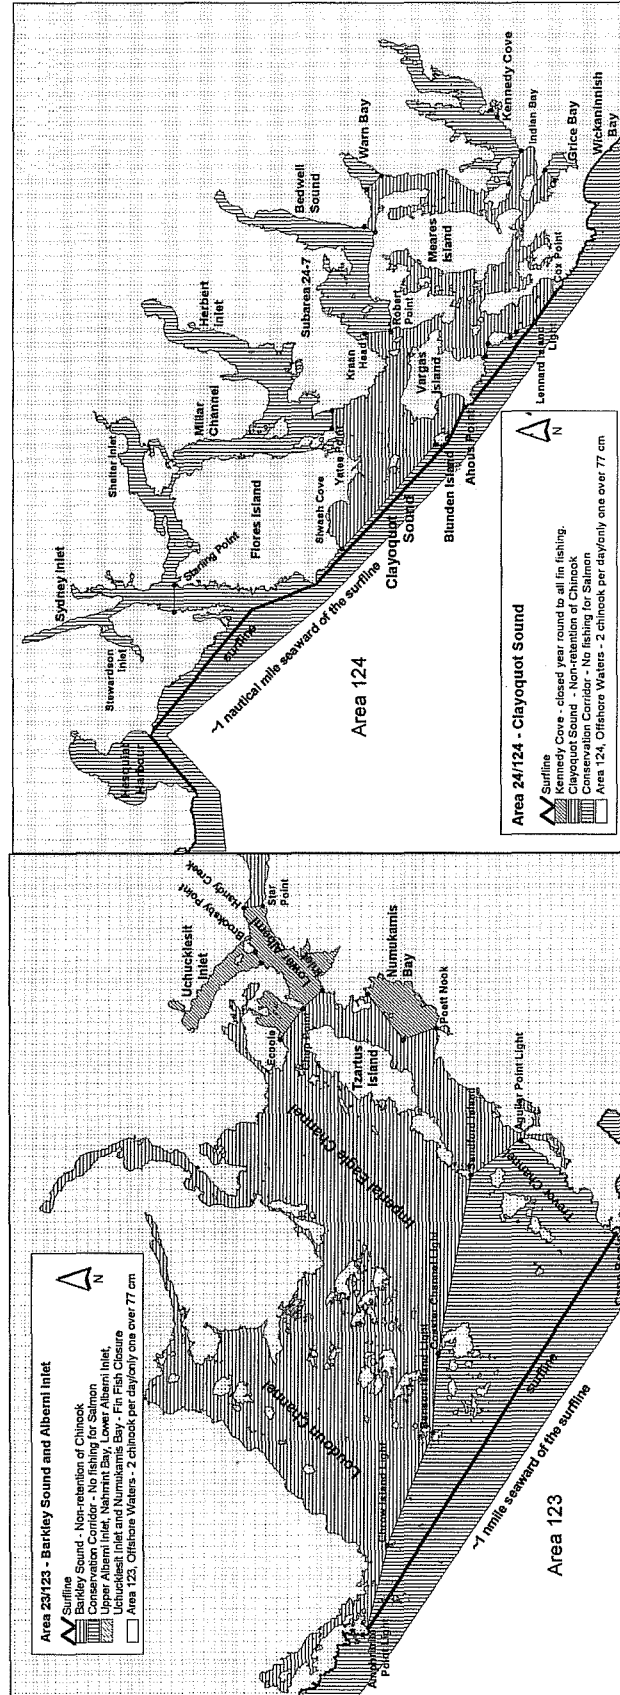 Area 23/123 - Barkley Sound and Alberni Inlet
Surfline
Barkley Sound - Non-retention of Chinook
Conservation Corridor - No fishing for Salmon
Upper Alberni Inlet, Nahmint Bay, Lower Alberni Inlet,
Uchucklesit Inlet and Numukamis Bay - Fin Fish Closure
Area 123, Offshore Waters - 2 chinook per day/only one over 77 cm
N
Uchucklesit
Inlet
Brooksby Point
Handy Creek
Star
Point
Lower Alberni
Inlet
Ecoole
Numukamis
Bay
Tzartus
Island
Poett Nook
Imperial Eagle Channel
Loudoun Channel
Sandford Island
Aguilar Point Light
Trevor Channel
Point Light
surfline
~1 nmile seaward of the surfline
Area 123
Sydney Inlet
Stewardson
Inlet
Hesquiat
Harbour
Shelter Inlet
Starling Point
Millar
Channel
Herbert
Inlet
Flores Island
Subarea 24-7
Bedwell
Sound
Warn Bay
Kraan
Head
Robert
Point
Yates Point
Siwash Cove
Vargas
Island
Meares
Island
Kennedy Cove
Indian Bay
Grice Bay
Wickaninnish
Bay
Cox Point
Lennard Island
Light
Clayoquot
Sound
Blunden Island
Ahous Point
surfline
~1 nautical mile seaward of the surfline
Area 124
Area 24/124 - Clayoquot Sound
Surfline
Kennedy Cove - closed year round to all fin fishing.
Clayoquot Sound - Non-retention of Chinook
Conservation Corridor - No fishing for Salmon
Area 124, Offshore Waters - 2 chinook per day/only one over 77 cm
N